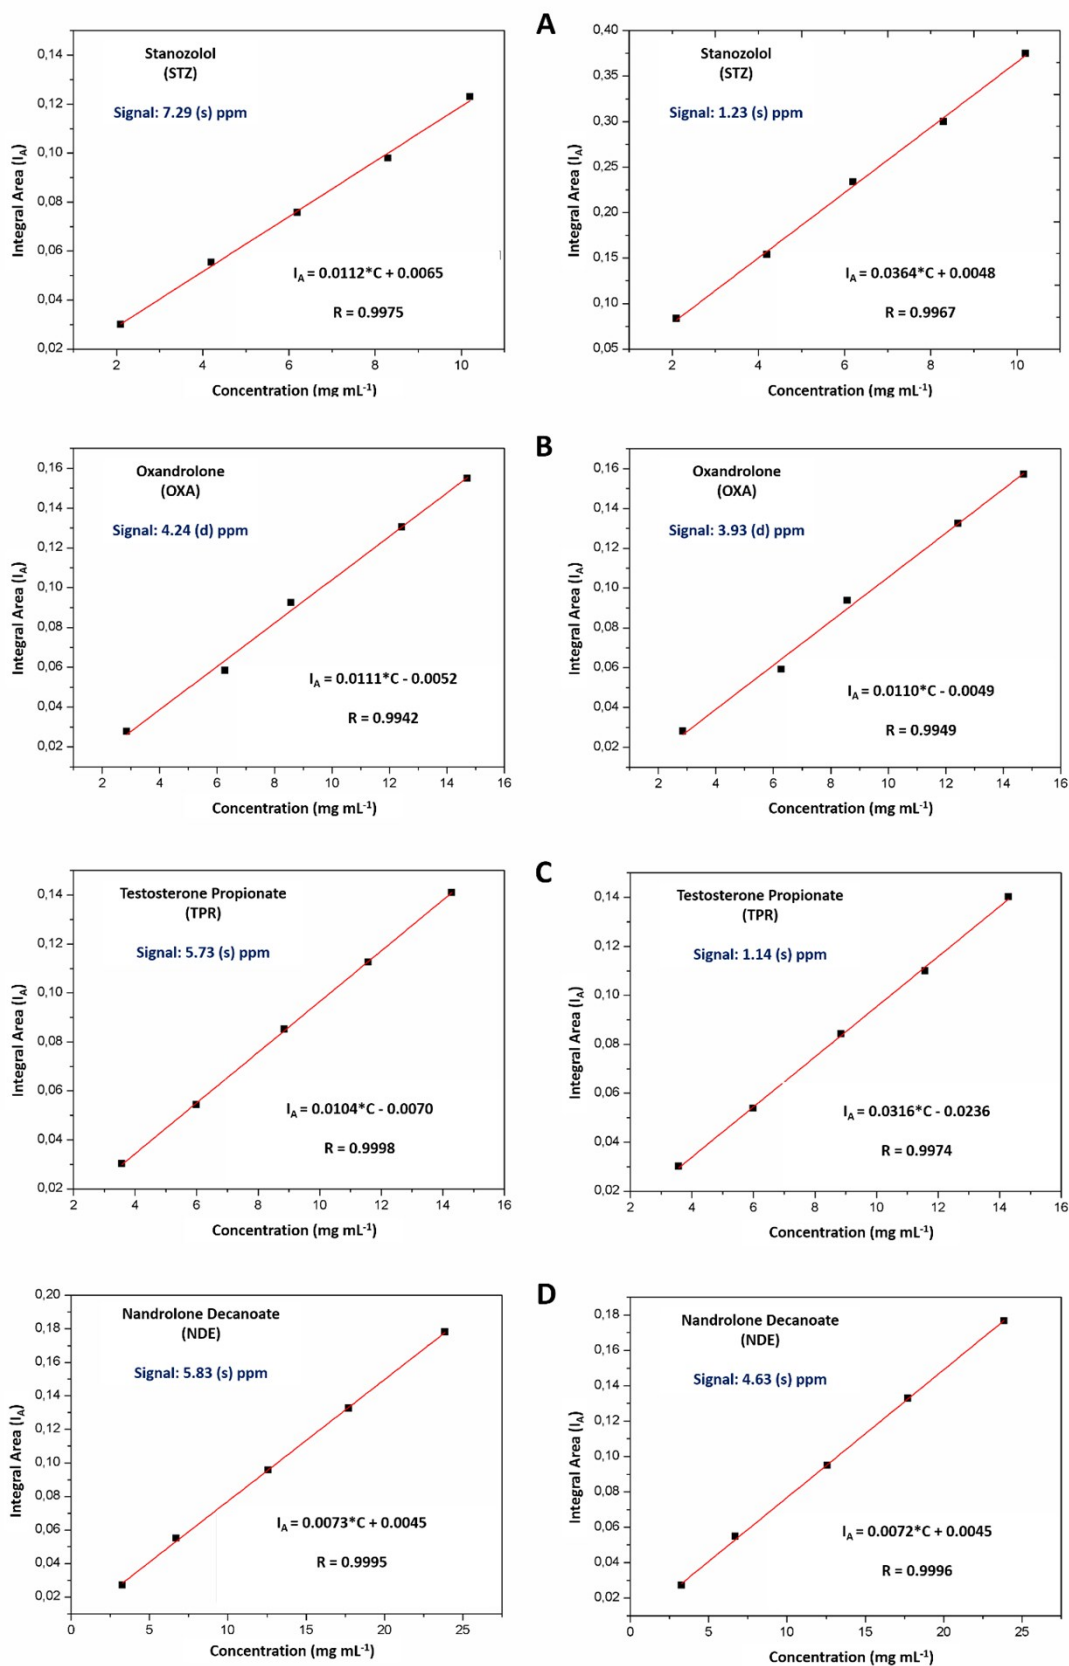 A
Stanozolol
(STZ)
Signal: 7.29 (s) ppm
Integral Area (I_A)
0,14
0,12
0,10
0,08
0,06
0,04
0,02
I_A = 0.0112*C + 0.0065
R = 0.9975
2 4 6 8 10
Concentration (mg mL⁻¹)
Stanozolol
(STZ)
Signal: 1.23 (s) ppm
Integral Area (I_A)
0,40
0,35
0,30
0,25
0,20
0,15
0,10
0,05
I_A = 0.0364*C + 0.0048
R = 0.9967
2 4 6 8 10
Concentration (mg mL⁻¹)
B
Oxandrolone
(OXA)
Signal: 4.24 (d) ppm
Integral Area (I_A)
0,16
0,14
0,12
0,10
0,08
0,06
0,04
0,02
I_A = 0.0111*C - 0.0052
R = 0.9942
2 4 6 8 10 12 14 16
Concentration (mg mL⁻¹)
Oxandrolone
(OXA)
Signal: 3.93 (d) ppm
Integral Area (I_A)
0,16
0,14
0,12
0,10
0,08
0,06
0,04
0,02
I_A = 0.0110*C - 0.0049
R = 0.9949
2 4 6 8 10 12 14 16
Concentration (mg mL⁻¹)
C
Testosterone Propionate
(TPR)
Signal: 5.73 (s) ppm
Integral Area (I_A)
0,14
0,12
0,10
0,08
0,06
0,04
0,02
I_A = 0.0104*C - 0.0070
R = 0.9998
2 4 6 8 10 12 14 16
Concentration (mg mL⁻¹)
Testosterone Propionate
(TPR)
Signal: 1.14 (s) ppm
Integral Area (I_A)
0,14
0,12
0,10
0,08
0,06
0,04
0,02
I_A = 0.0316*C - 0.0236
R = 0.9974
2 4 6 8 10 12 14 16
Concentration (mg mL⁻¹)
D
Nandrolone Decanoate
(NDE)
Signal: 5.83 (s) ppm
Integral Area (I_A)
0,20
0,18
0,16
0,14
0,12
0,10
0,08
0,06
0,04
0,02
I_A = 0.0073*C + 0.0045
R = 0.9995
0 5 10 15 20 25
Concentration (mg mL⁻¹)
Nandrolone Decanoate
(NDE)
Signal: 4.63 (s) ppm
Integral Area (I_A)
0,18
0,16
0,14
0,12
0,10
0,08
0,06
0,04
0,02
I_A = 0.0072*C + 0.0045
R = 0.9996
0 5 10 15 20 25
Concentration (mg mL⁻¹)